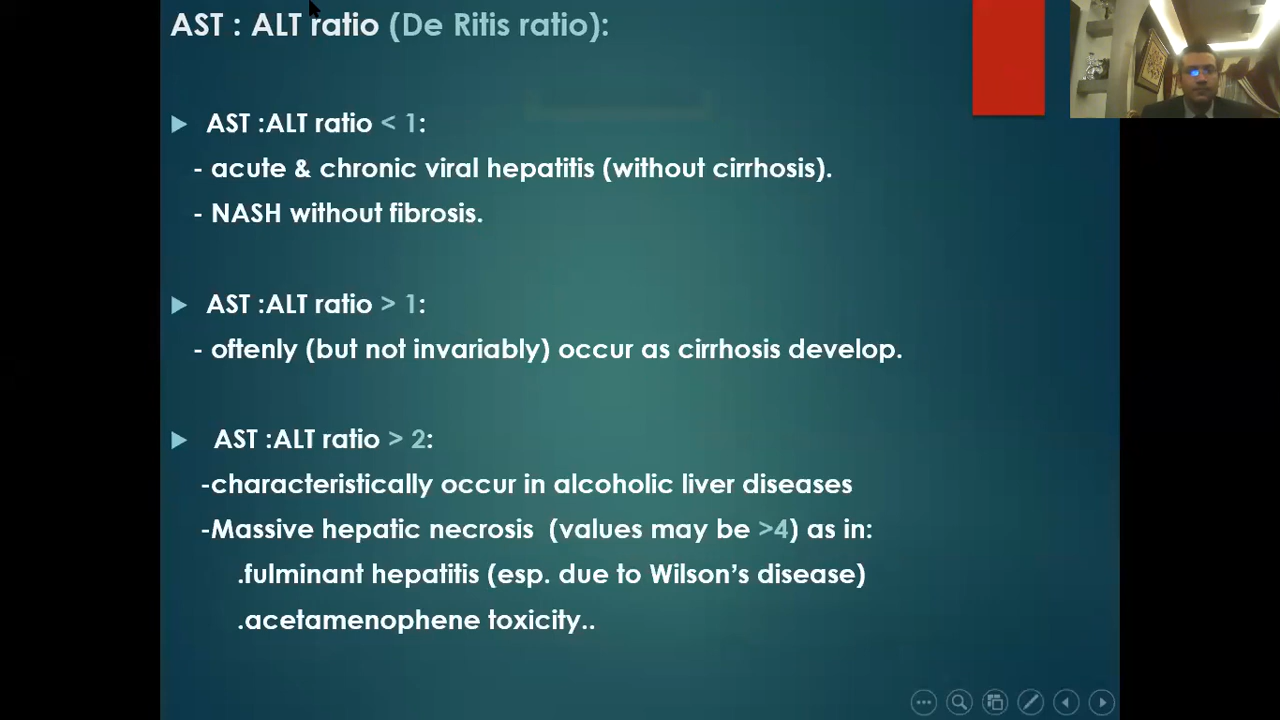 AST : ALT ratio (De Ritis ratio):
AST :ALT ratio < 1:
- acute & chronic viral hepatitis (without cirrhosis).
- NASH without fibrosis.
AST :ALT ratio > 1:
- oftenly (but not invariably) occur as cirrhosis develop.
AST :ALT ratio > 2:
-characteristically occur in alcoholic liver diseases
-Massive hepatic necrosis (values may be >4) as in:
.fulminant hepatitis (esp. due to Wilson’s disease)
.acetamenophene toxicity..